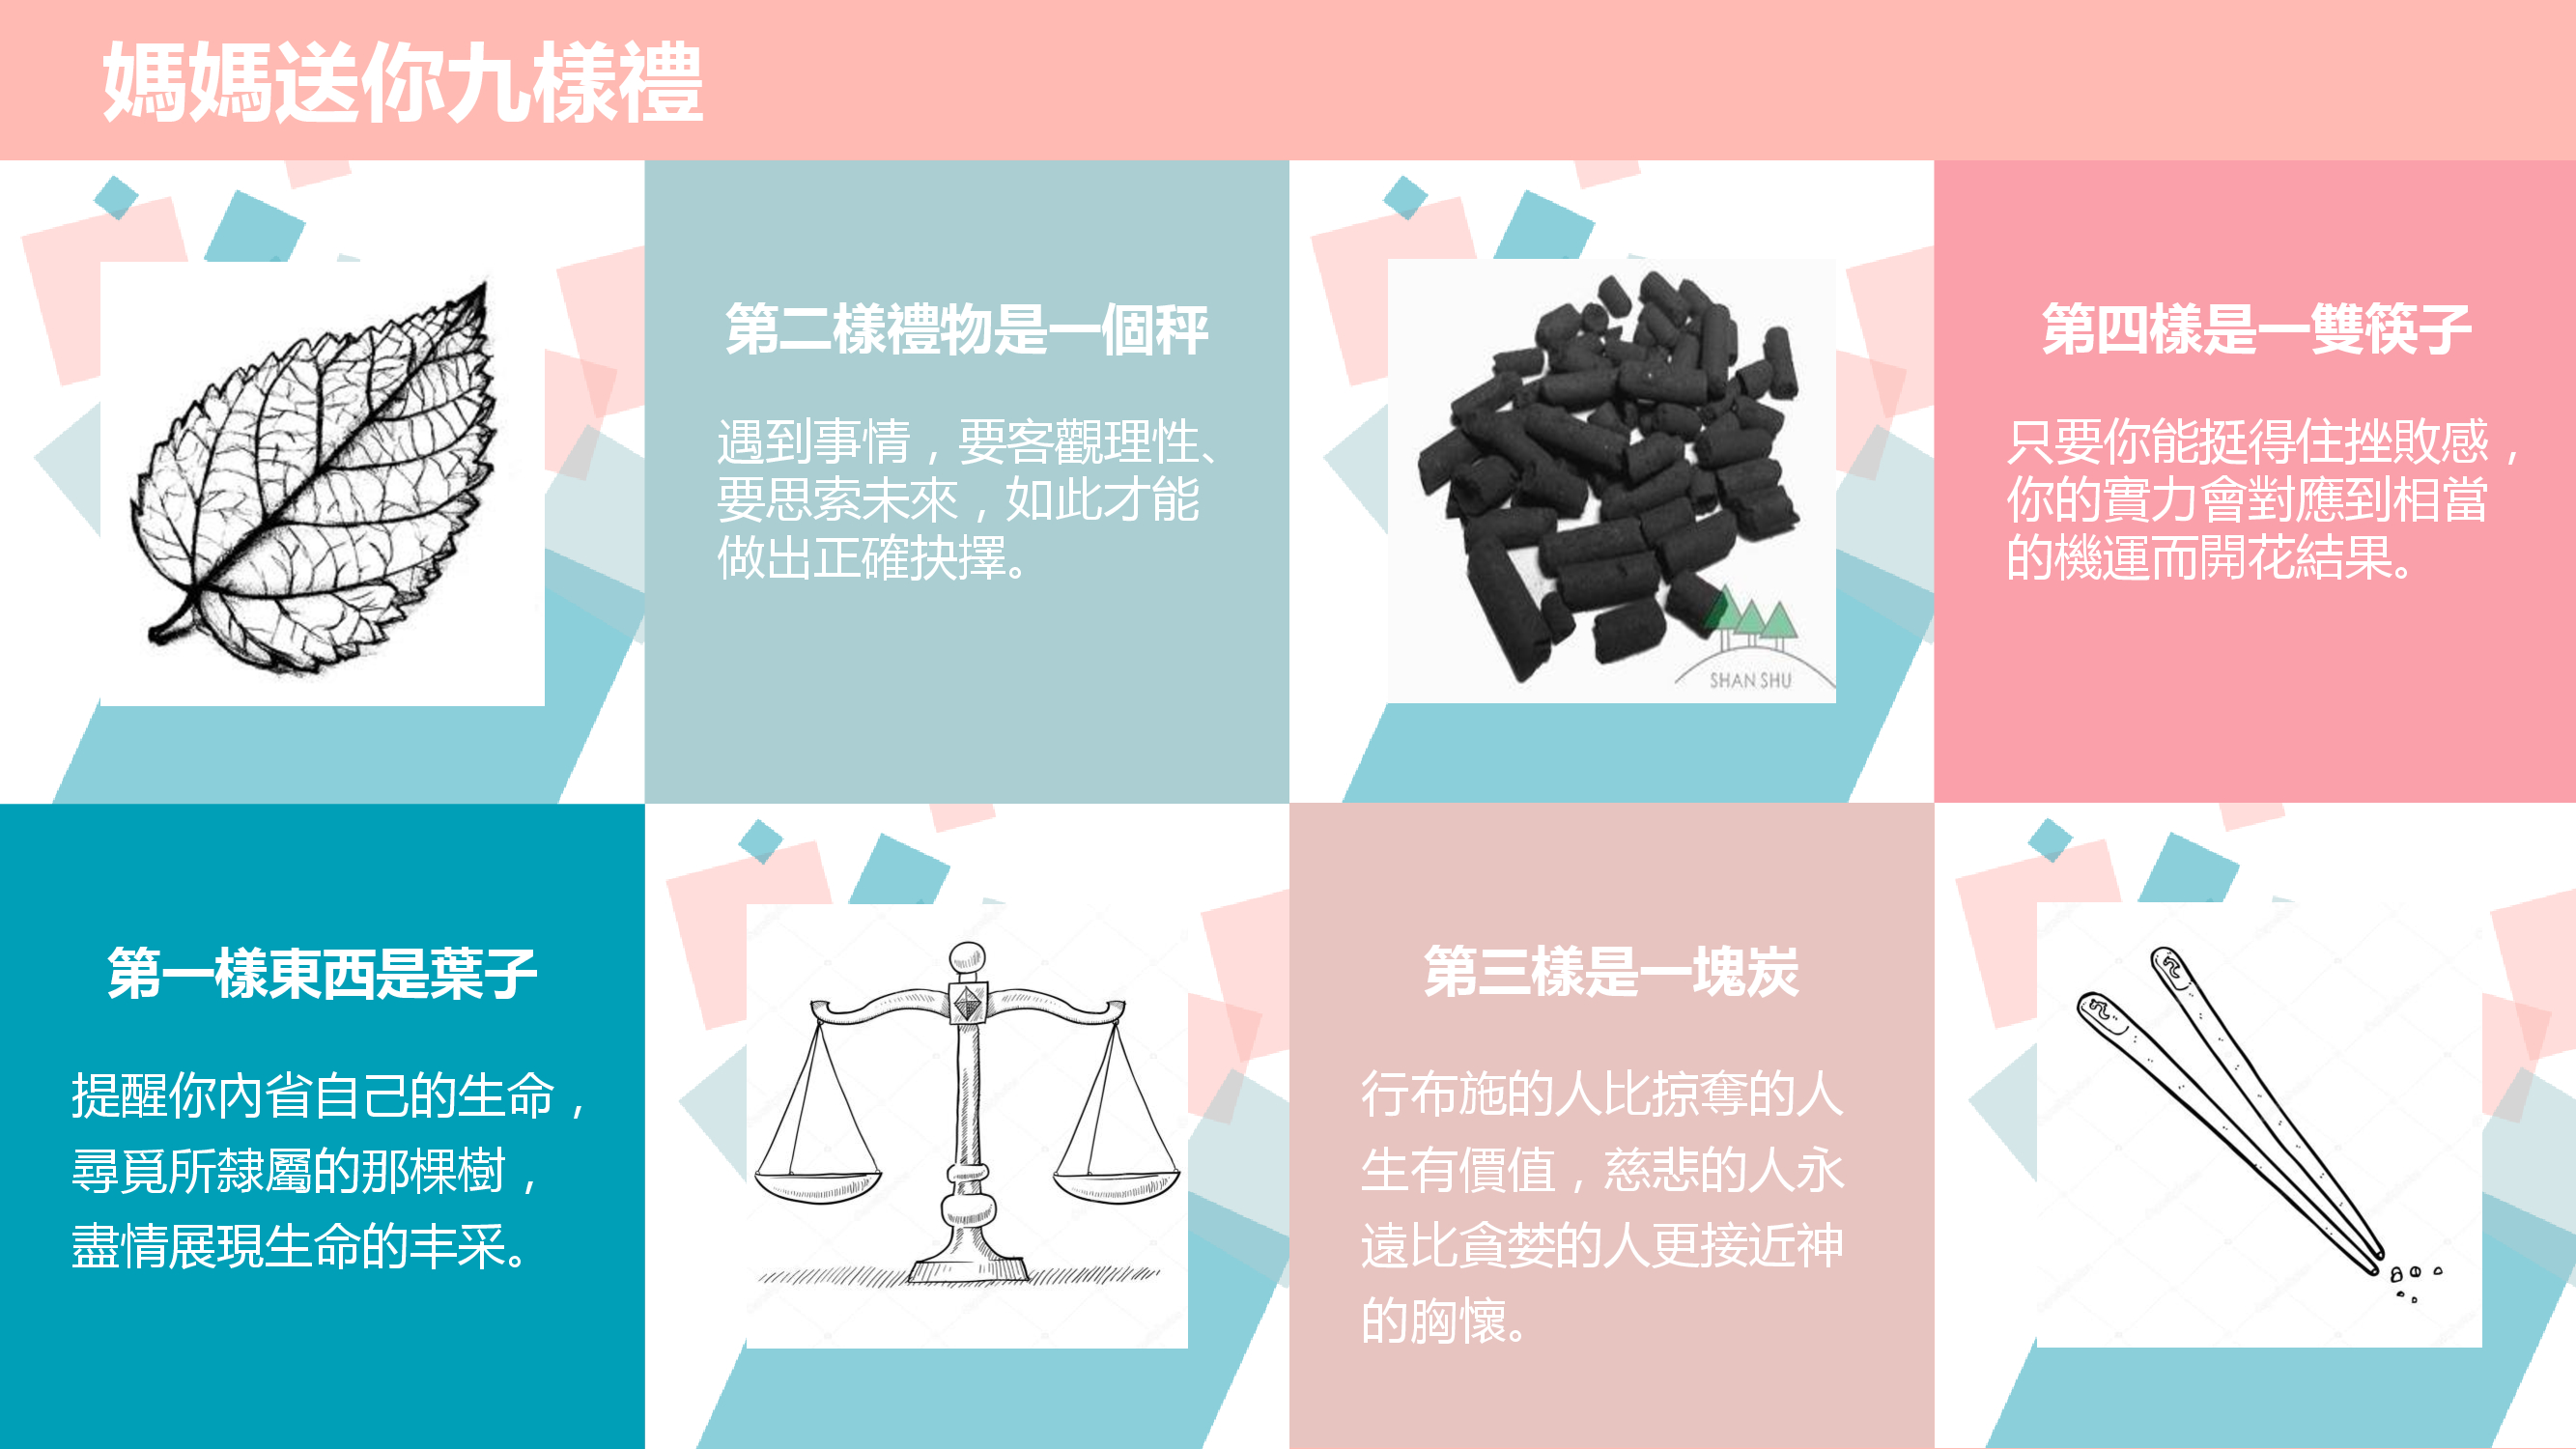 媽媽送你九樣禮
第二樣禮物是一個秤
遇到事情，要客觀理性、
要思索未來，如此才能
做出正確抉擇。
SHAN SHU
第四樣是一雙筷子
只要你能挺得住挫敗感，
你的實力會對應到相當
的機運而開花結果。
第一樣東西是葉子
提醒你內省自己的生命，
尋覓所隸屬的那棵樹，
盡情展現生命的丰采。
第三樣是一塊炭
行布施的人比掠奪的人
生有價值，慈悲的人永
遠比貪婪的人更接近神
的胸懷。